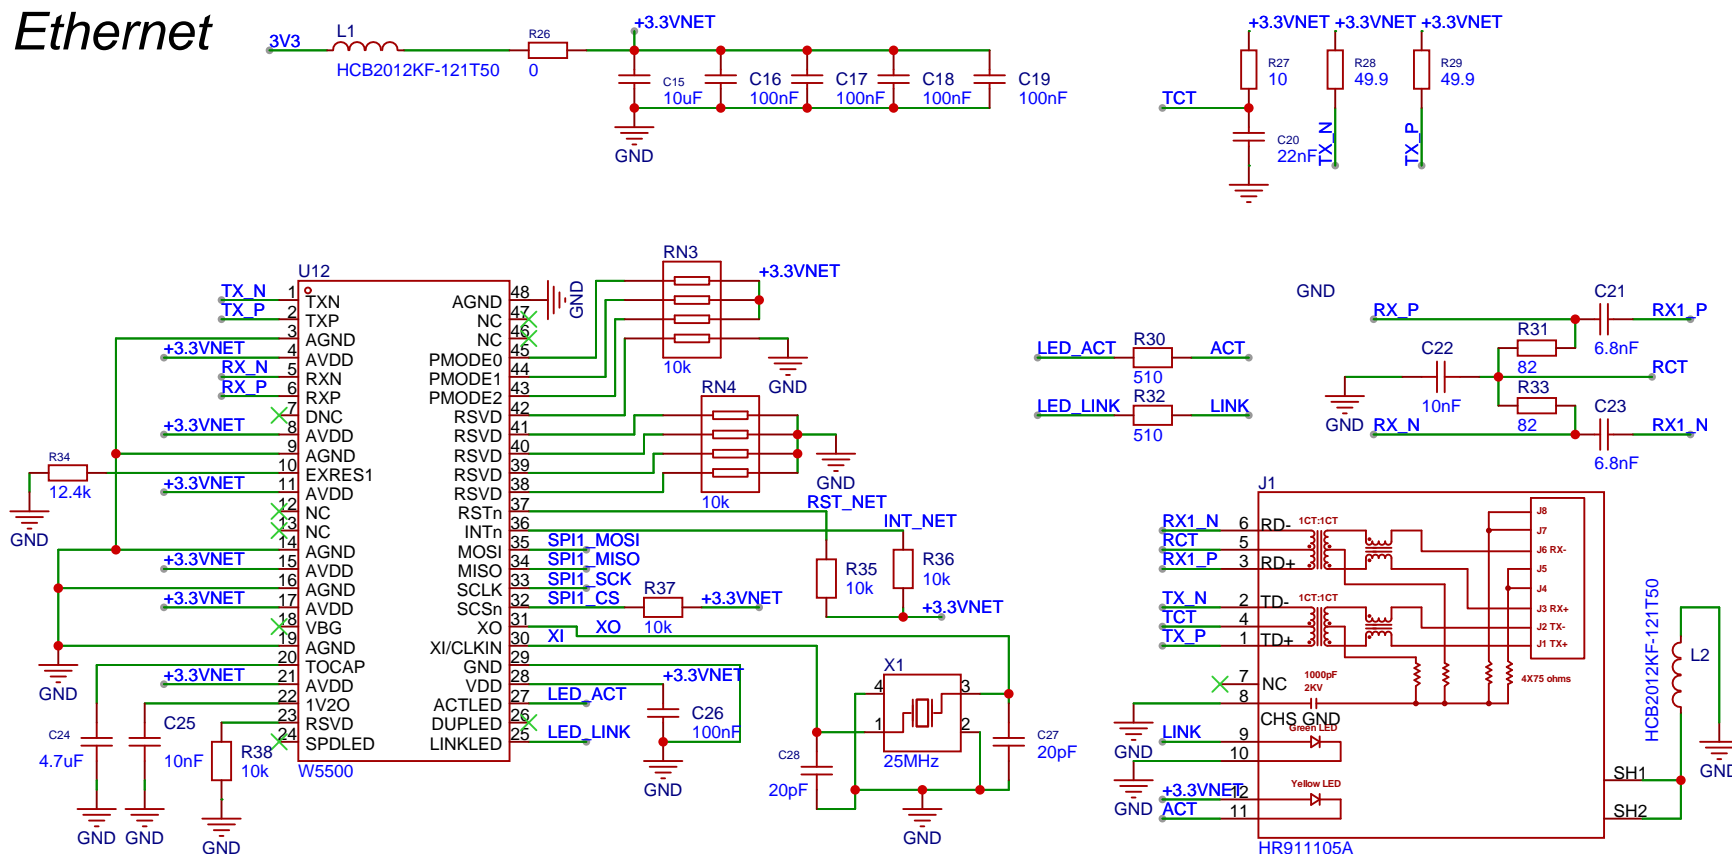 Ethernet
3V3
L1
HCB2012KF-121T50
R26
0
+3.3VNET
C15
10uF
C16
100nF
C17
100nF
C18
100nF
C19
100nF
GND
+3.3VNET +3.3VNET +3.3VNET
R27
10
R28
49.9
R29
49.9
TCT
C20
22nF
TX_N
TX_P
U12
TX_N 1 TXN
TX_P 2 TXP
3 AGND
+3.3VNET 4 AVDD
RX_N 5 RXN
RX_P 6 RXP
7 DNC
+3.3VNET 8 AVDD
9 AGND
10 EXRES1
+3.3VNET 11 AVDD
12 NC
13 NC
14 AGND
+3.3VNET 15 AVDD
16 AGND
+3.3VNET 17 AVDD
18 VBG
19 AGND
20 TOCAP
+3.3VNET 21 AVDD
22 1V2O
23 RSVD
24 SPDLED
W5500
AGND 48 GND
NC 47
NC 46
PMODE0 45
PMODE1 44
PMODE2 43
RSVD 42
RSVD 41
RSVD 40
RSVD 39
RSVD 38
RSTn 37
INTn 36
MOSI 35 SPI1_MOSI
MISO 34 SPI1_MISO
SCLK 33 SPI1_SCK
SCSn 32 SPI1_CS
XO 31 XO
XI/CLKIN 30 XI
GND 29
VDD 28 +3.3VNET
ACTLED 27 LED_ACT
DUPLED 26
LINKLED 25 LED_LINK
R34
12.4k
GND
GND
C24
4.7uF
GND
C25
10nF
GND
R38
10k
GND
RN3
10k
+3.3VNET
GND
RN4
10k
GND
RST_NET
INT_NET
R35
10k
R36
10k
+3.3VNET
R37
10k
+3.3VNET
C26
100nF
GND
X1
4
3
1
2
25MHz
C28
20pF
C27
20pF
GND
LED_ACT
R30
510
ACT
LED_LINK
R32
510
LINK
GND
RX_P
C21
6.8nF
RX1_P
R31
82
C22
10nF
RCT
GND
R33
82
RX_N
C23
6.8nF
RX1_N
J1
RX1_N 6 RD-
RCT 5
RX1_P 3 RD+
TX_N 2 TD-
TCT 4
TX_P 1 TD+
7 NC
8 CHS GND
GND
LINK 9
10
GND
+3.3VNET 12
ACT 11
1CT:1CT
1CT:1CT
J8
J7
J6 RX-
J5
J4
J3 RX+
J2 TX-
J1 TX+
1000pF
2KV
4X75 ohms
Green LED
Yellow LED
SH1
SH2
HR911105A
HCB2012KF-121T50
L2
GND